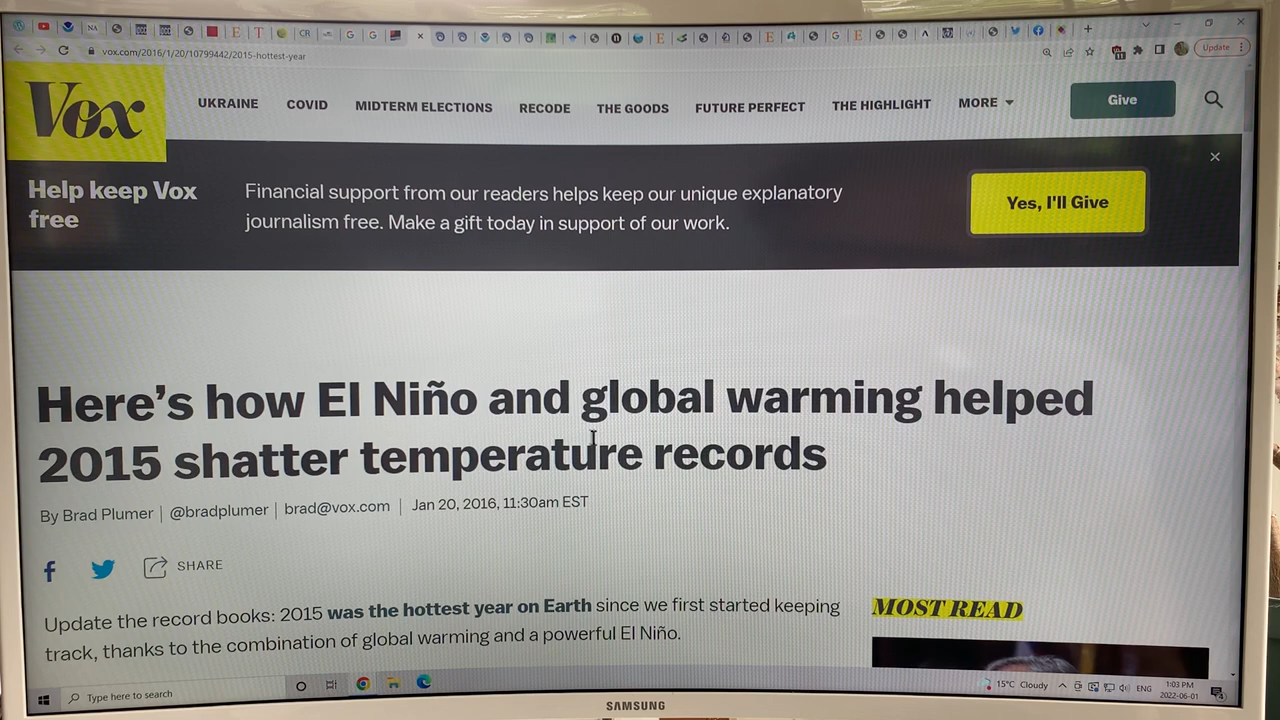 vox.com/2016/1/20/10799442/2015-hottest-year
Update
Vox
UKRAINE COVID MIDTERM ELECTIONS RECODE THE GOODS FUTURE PERFECT THE HIGHLIGHT MORE Give
Help keep Vox
free
Financial support from our readers helps keep our unique explanatory
journalism free. Make a gift today in support of our work.
Yes, I'll Give
Here's how El Niño and global warming helped
2015 shatter temperature records
By Brad Plumer | @bradplumer | brad@vox.com | Jan 20, 2016, 11:30am EST
SHARE
Update the record books: 2015 was the hottest year on Earth since we first started keeping
track, thanks to the combination of global warming and a powerful El Niño.
MOST READ
Type here to search
15°C Cloudy
ENG
1:03 PM
2022-06-01
SAMSUNG